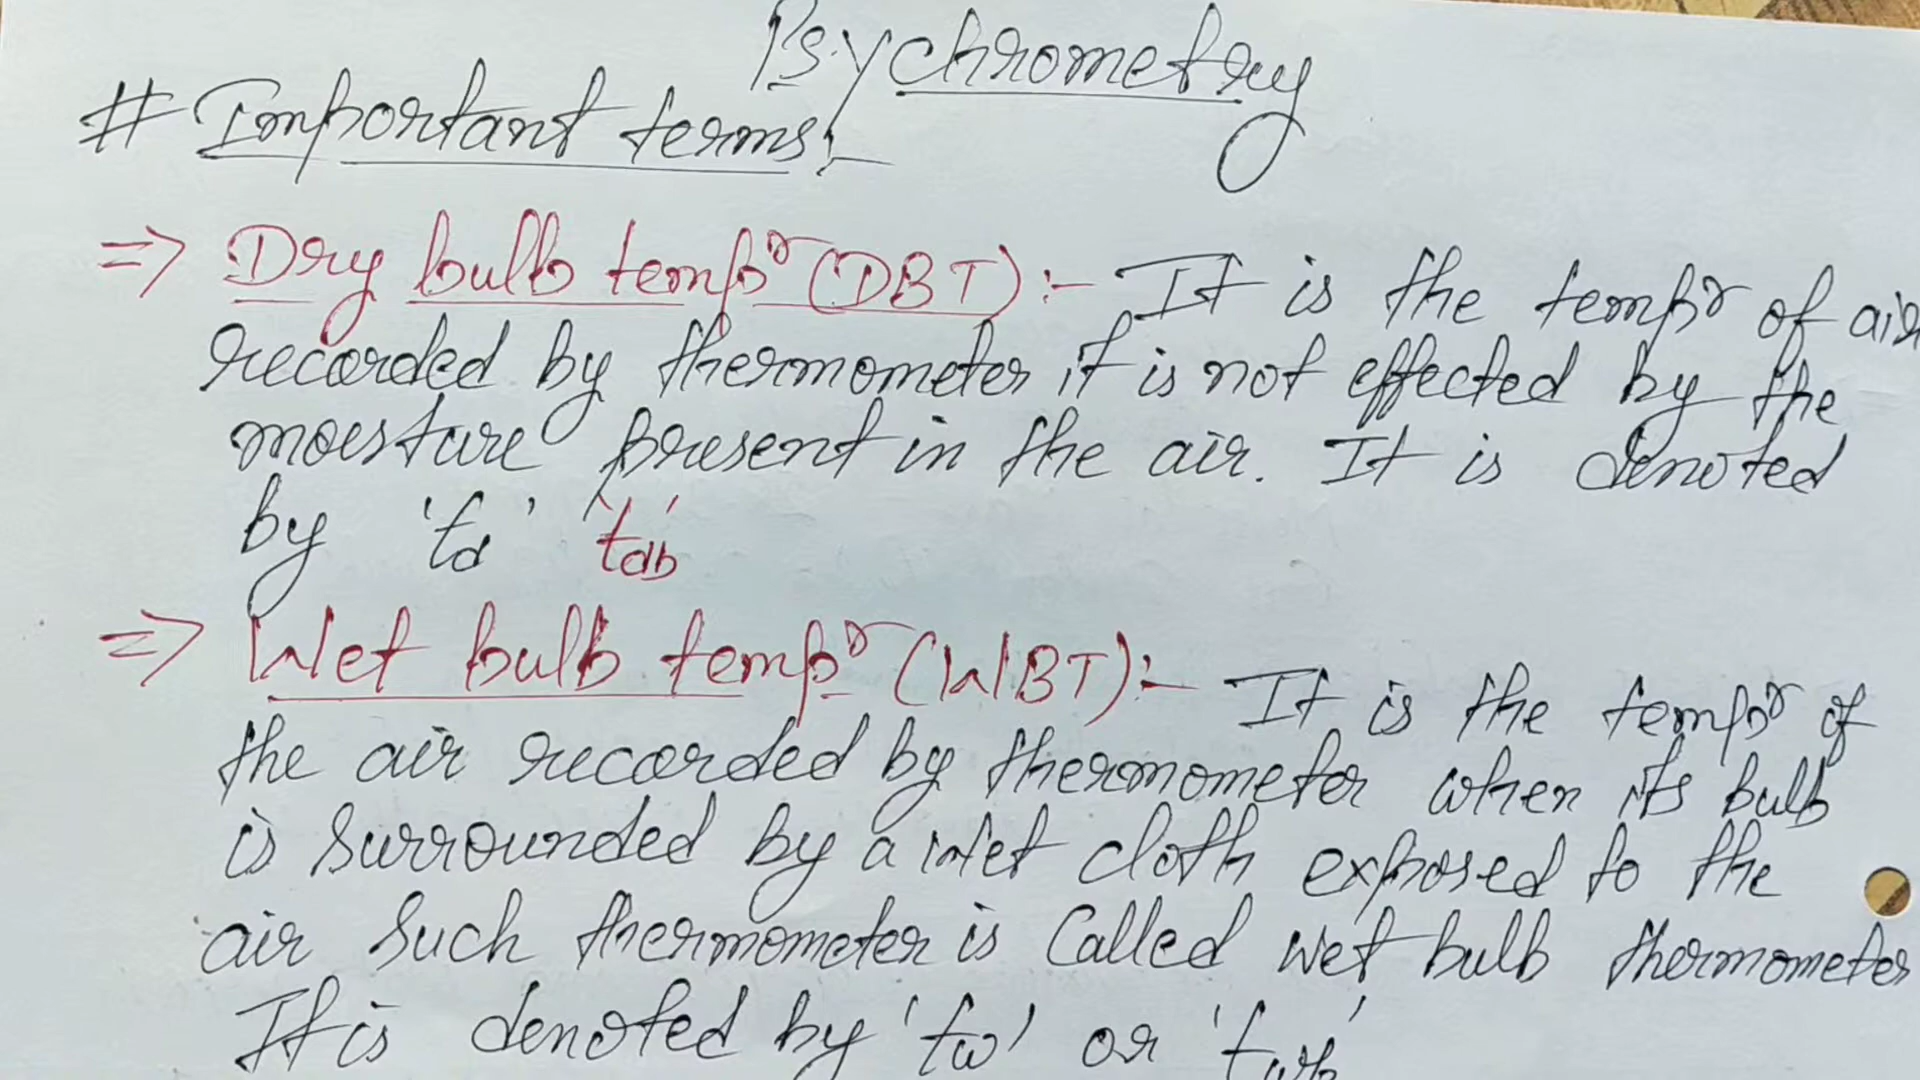 Psychrometry
# Important terms:-
=> Dry bulb tempr (DBT) :- It is the tempr of air
recorded by thermometer it is not effected by the
moisture present in the air. It is denoted
by 'td' 'tdb'
=> Wet bulb tempr (WBT):- It is the tempr of
the air recorded by thermometer when its bulb
is surrounded by a wet cloth exposed to the
air such thermometer is called wet bulb thermometer
It is denoted by 'tw' or 'twb'